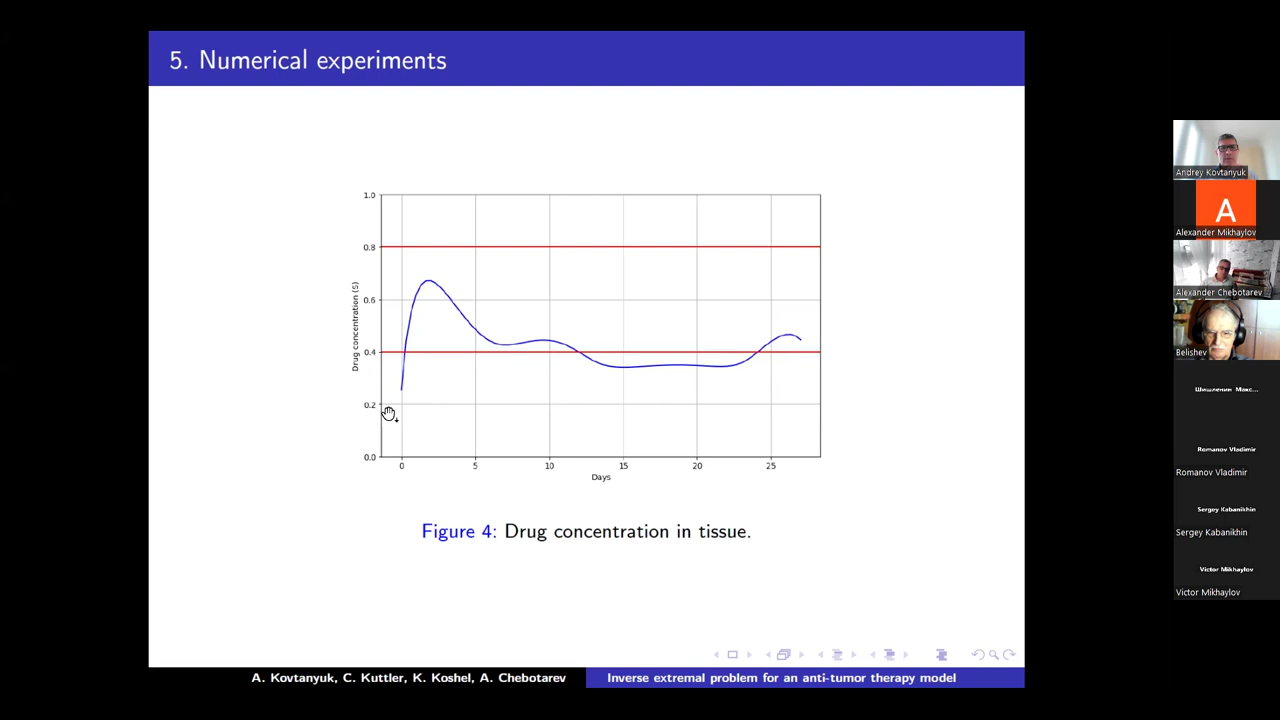 5. Numerical experiments
1.0
0.8
0.6
0.4
0.2
0.0
Drug concentration (S)
0 5 10 15 20 25
Days
Figure 4: Drug concentration in tissue.
A. Kovtanyuk, C. Kuttler, K. Koshel, A. Chebotarev
Inverse extremal problem for an anti-tumor therapy model
Andrey Kovtanyuk
A
Alexander Mikhaylov
Alexander Chebotarev
Belishev
Шишленин Макс...
Romanov Vladimir
Romanov Vladimir
Sergey Kabanikhin
Sergey Kabanikhin
Victor Mikhaylov
Victor Mikhaylov